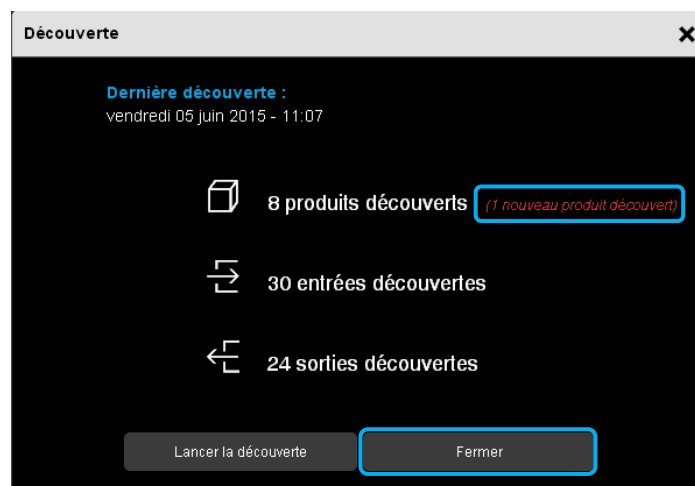 Découverte
Dernière découverte :
vendredi 05 juin 2015 - 11:07
8 produits découverts (1 nouveau produit découvert)
30 entrées découvertes
24 sorties découvertes
Lancer la découverte Fermer